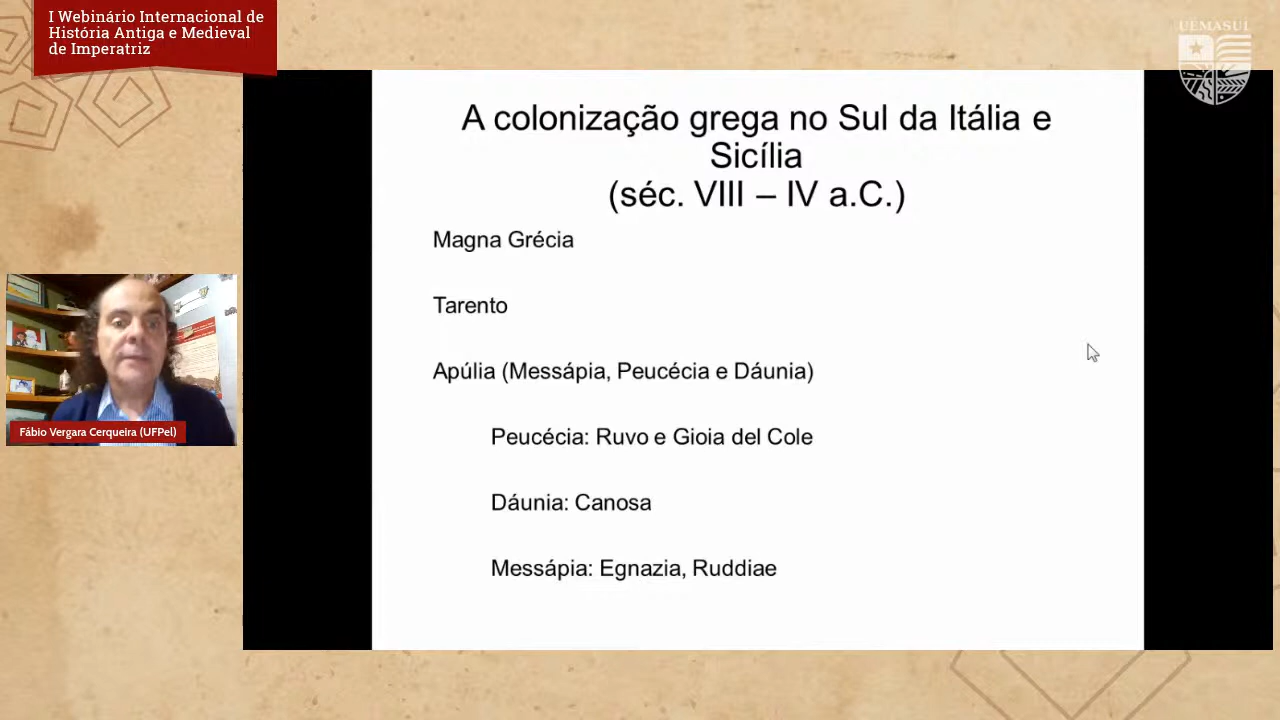 I Webinário Internacional de
História Antiga e Medieval
de Imperatriz
UEMASUL
A colonização grega no Sul da Itália e
Sicília
(séc. VIII – IV a.C.)
Magna Grécia
Tarento
Apúlia (Messápia, Peucécia e Dáunia)
Peucécia: Ruvo e Gioia del Cole
Dáunia: Canosa
Messápia: Egnazia, Ruddiae
Fábio Vergara Cerqueira (UFPel)